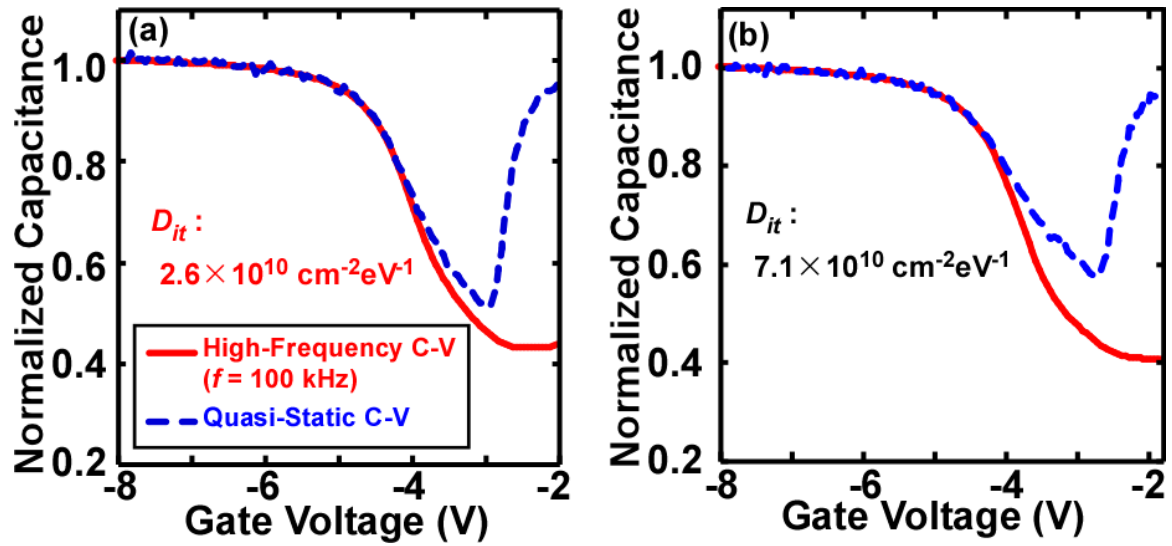 (a)
Normalized Capacitance
1.0
0.8
0.6
0.4
0.2
Dit :
2.6×10^10 cm^-2eV^-1
High-Frequency C-V
(f = 100 kHz)
Quasi-Static C-V
-8
-6
-4
-2
Gate Voltage (V)
(b)
Normalized Capacitance
1.0
0.8
0.6
0.4
0.2
Dit :
7.1×10^10 cm^-2eV^-1
-8
-6
-4
-2
Gate Voltage (V)